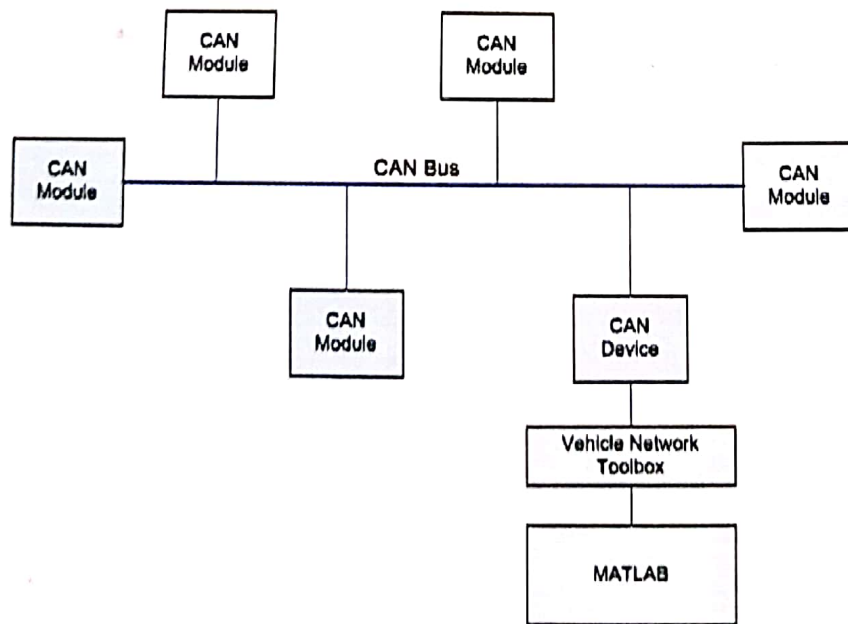 CAN
Module
CAN
Module
CAN
Module
CAN Bus
CAN
Module
CAN
Module
CAN
Device
Vehicle Network
Toolbox
MATLAB